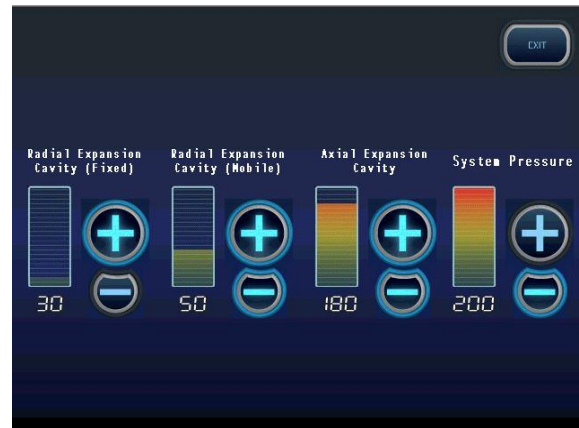 EXIT
Radial Expansion
Cavity (Fixed)
Radial Expansion
Cavity (Mobile)
Axial Expansion
Cavity
System Pressure
30
50
180
200